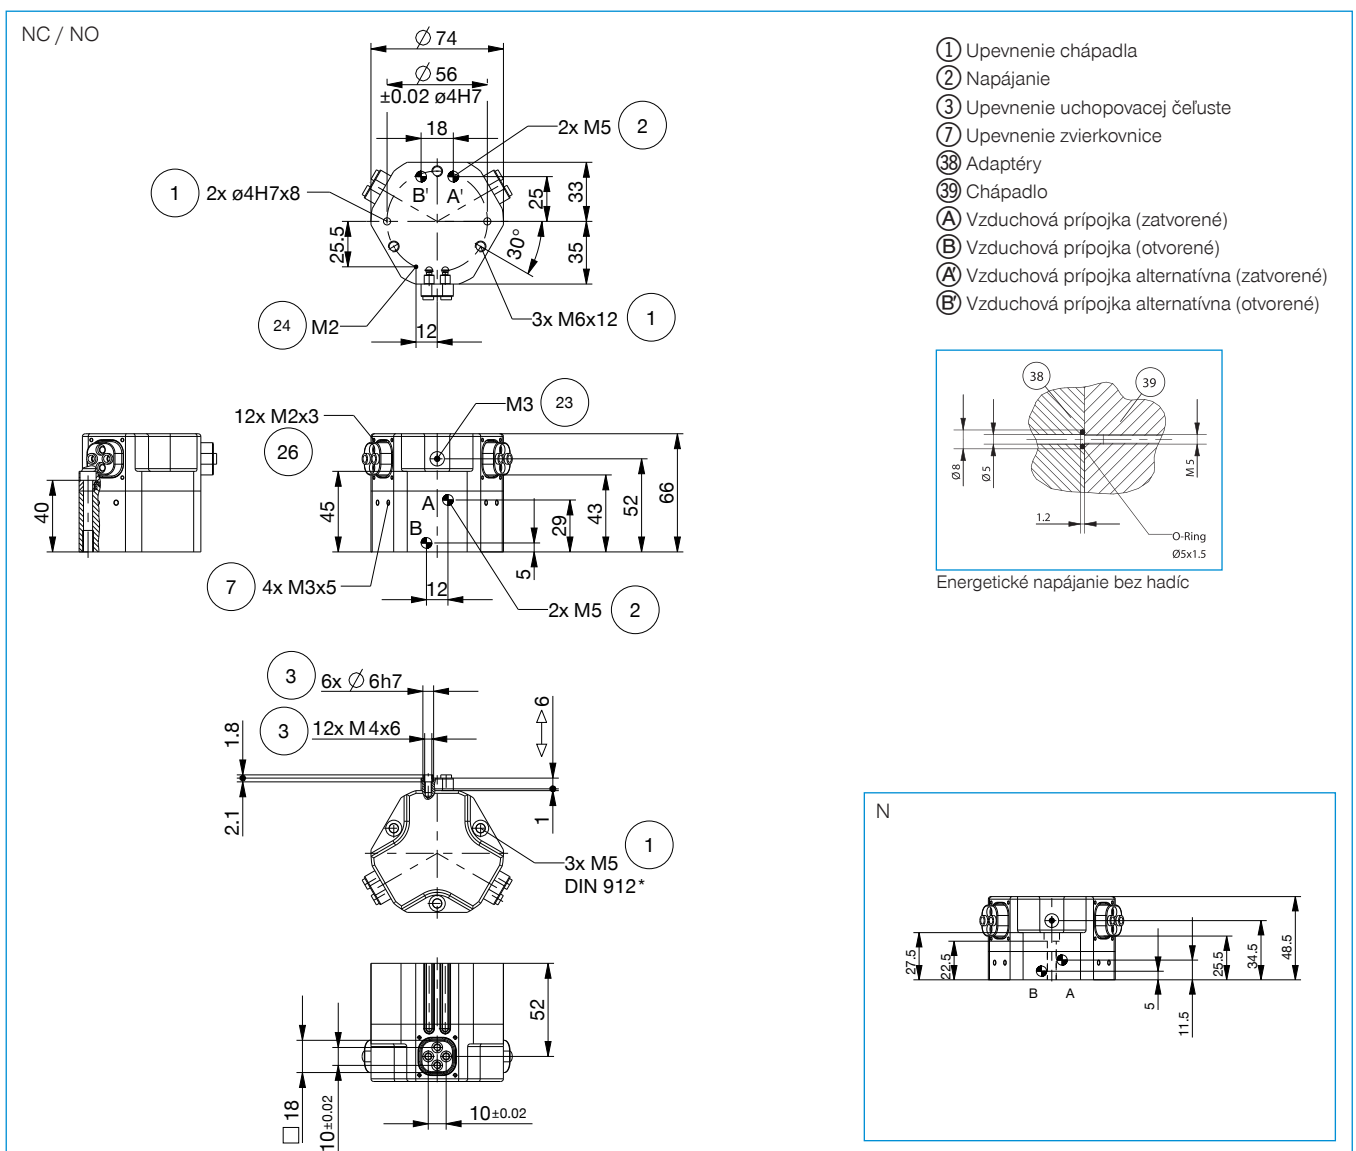 NC / NO
∅ 74
∅ 56
±0.02 ø4H7
18
2x M5 2
B' A'
25
33
1 2x ø4H7x8
25.5
30°
35
24 M2
12
3x M6x12 1
12x M2x3
26
M3 23
40
45
A
B
29
43
52
66
5
7 4x M3x5
12
2x M5 2
3 6x ∅ 6h7
3 12x M 4x6
6
1.8
2.1
1
1
3x M5
DIN 912*
52
□ 18
10±0.02
10±0.02
1 Upevnenie chápadla
2 Napájanie
3 Upevnenie uchopovacej čeľuste
7 Upevnenie zvierkovnice
38 Adaptéry
39 Chápadlo
A Vzduchová prípojka (zatvorené)
B Vzduchová prípojka (otvorené)
A' Vzduchová prípojka alternatívna (zatvorené)
B' Vzduchová prípojka alternatívna (otvorené)
38
39
Ø 8
Ø 5
M 5
1.2
O-Ring
Ø5x1.5
Energetické napájanie bez hadíc
N
27.5
22.5
B A
5
11.5
25.5
34.5
48.5